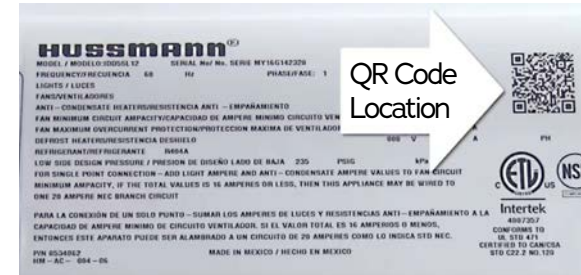 HUSSMANN®
MODEL / MODELO:IDD5SL12 SERIAL No/ No. SERIE MY16G142320
FREQUENCY/FRECUENCIA 60 Hz PHASE/FASE: 1
LIGHTS / LUCES
FANS/VENTILADORES
ANTI - CONDENSATE HEATERS/RESISTENCIA ANTI - EMPAÑAMIENTO
FAN MINIMUM CIRCUIT AMPACITY/CAPACIDAD DE AMPERE MINIMO CIRCUITO VEN
FAN MAXIMUM OVERCURRENT PROTECTION/PROTECCION MAXIMA DE VENTILADOR
DEFROST HEATERS/RESISTENCIA DESHIELO V A PH
REFRIGERANT/REFRIGERANTE R404A
LOW SIDE DESIGN PRESSURE / PRESION DE DISEÑO LADO DE BAJA 235 PSIG kPa
FOR SINGLE POINT CONNECTION - ADD LIGHT AMPERE AND ANTI - CONDENSATE AMPERE VALUES TO FAN CIRCUIT
MINIMUM AMPACITY, IF THE TOTAL VALUES IS 16 AMPERES OR LESS, THEN THIS APPLIANCE MAY BE WIRED TO
ONE 20 AMPERE NEC BRANCH CIRCUIT
PARA LA CONEXIÓN DE UN SOLO PUNTO - SUMAR LOS AMPERES DE LUCES Y RESISTENCIAS ANTI - EMPAÑAMIENTO A LA
CAPACIDAD DE AMPERE MINIMO DE CIRCUITO VENTILADOR. SI EL VALOR TOTAL ES 16 AMPERIOS O MENOS,
ENTONCES ESTE APARATO PUEDE SER ALAMBRADO A UN CIRCUITO DE 20 AMPERES COMO LO INDICA STD NEC.
P/N 0534062 MADE IN MEXICO / HECHO EN MEXICO
HM-AC- 004-06
QR Code
Location
C ETL US
NS
Intertek
4007357
CONFORMS TO
UL STD 471
CERTIFIED TO CAN/CSA
STD C22.2 NO.120